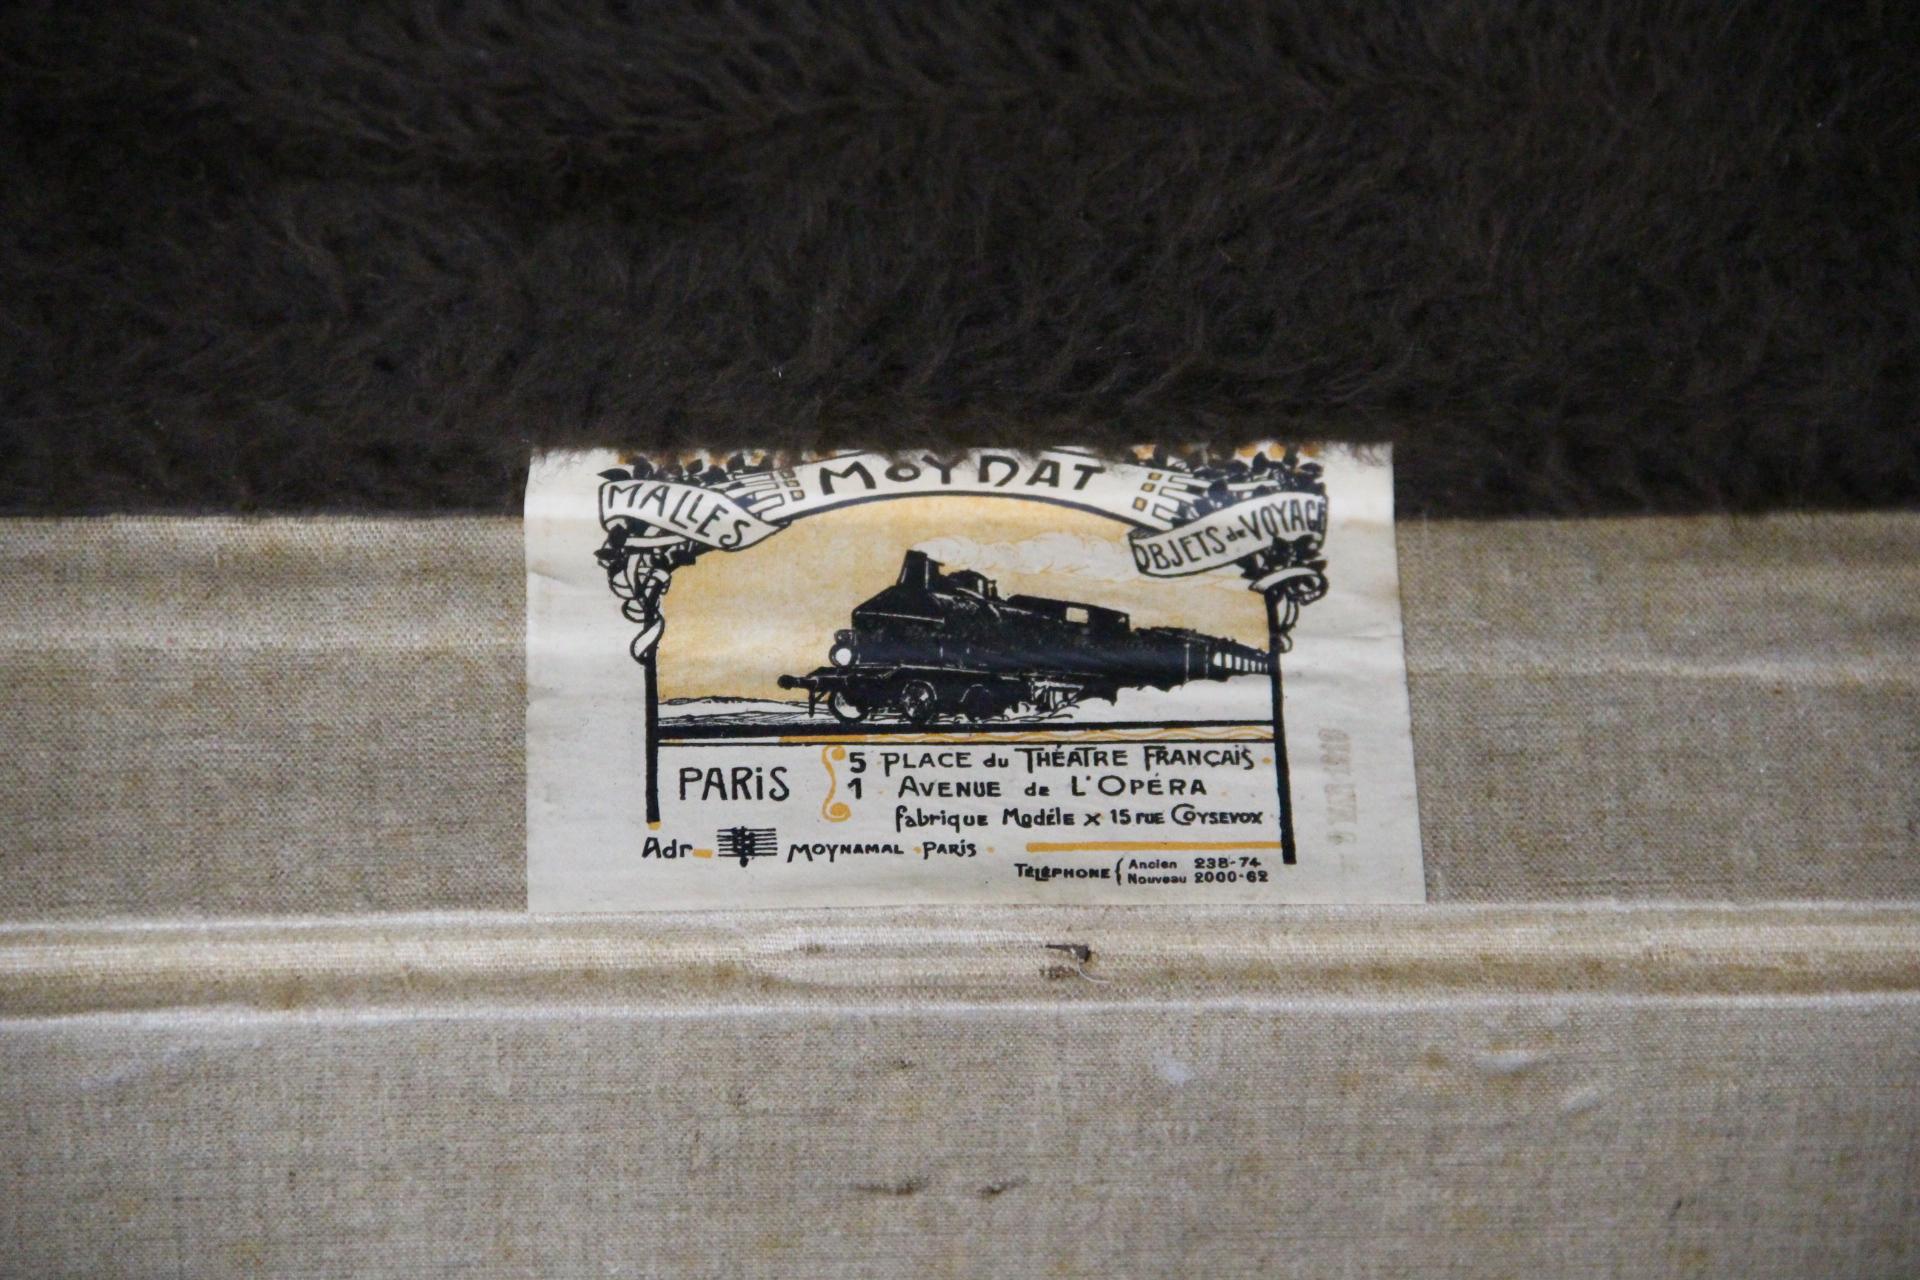 MOYNAT
MALLES
OBJETS de VOYAGE
PARIS
5 PLACE du THÉATRE FRANÇAIS
1 AVENUE de L'OPÉRA
fabrique Modéle x 15 RUE COYSEVOX
Adr MOYNAMAL PARIS
TÉLÉPHONE { Ancien 238-74
Nouveau 2000-62